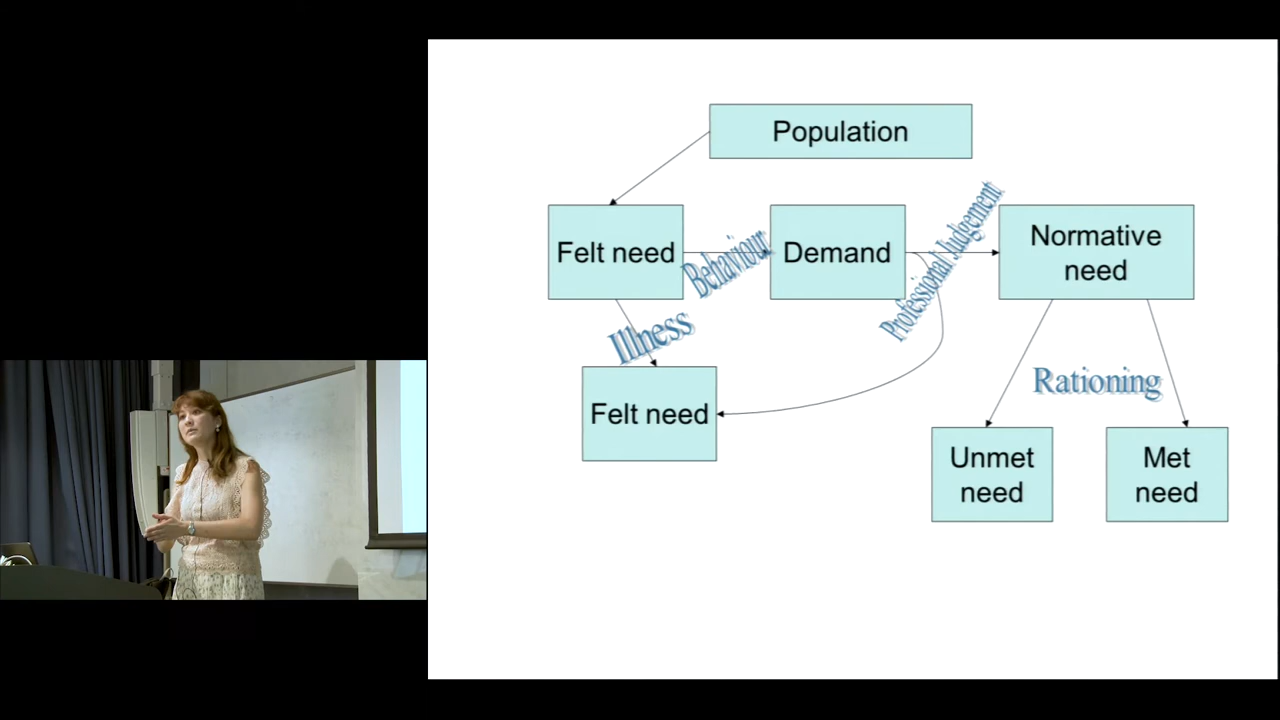 Population
Felt need
Behaviour
Demand
Professional Judgement
Normative
need
Illness
Felt need
Rationing
Unmet
need
Met
need